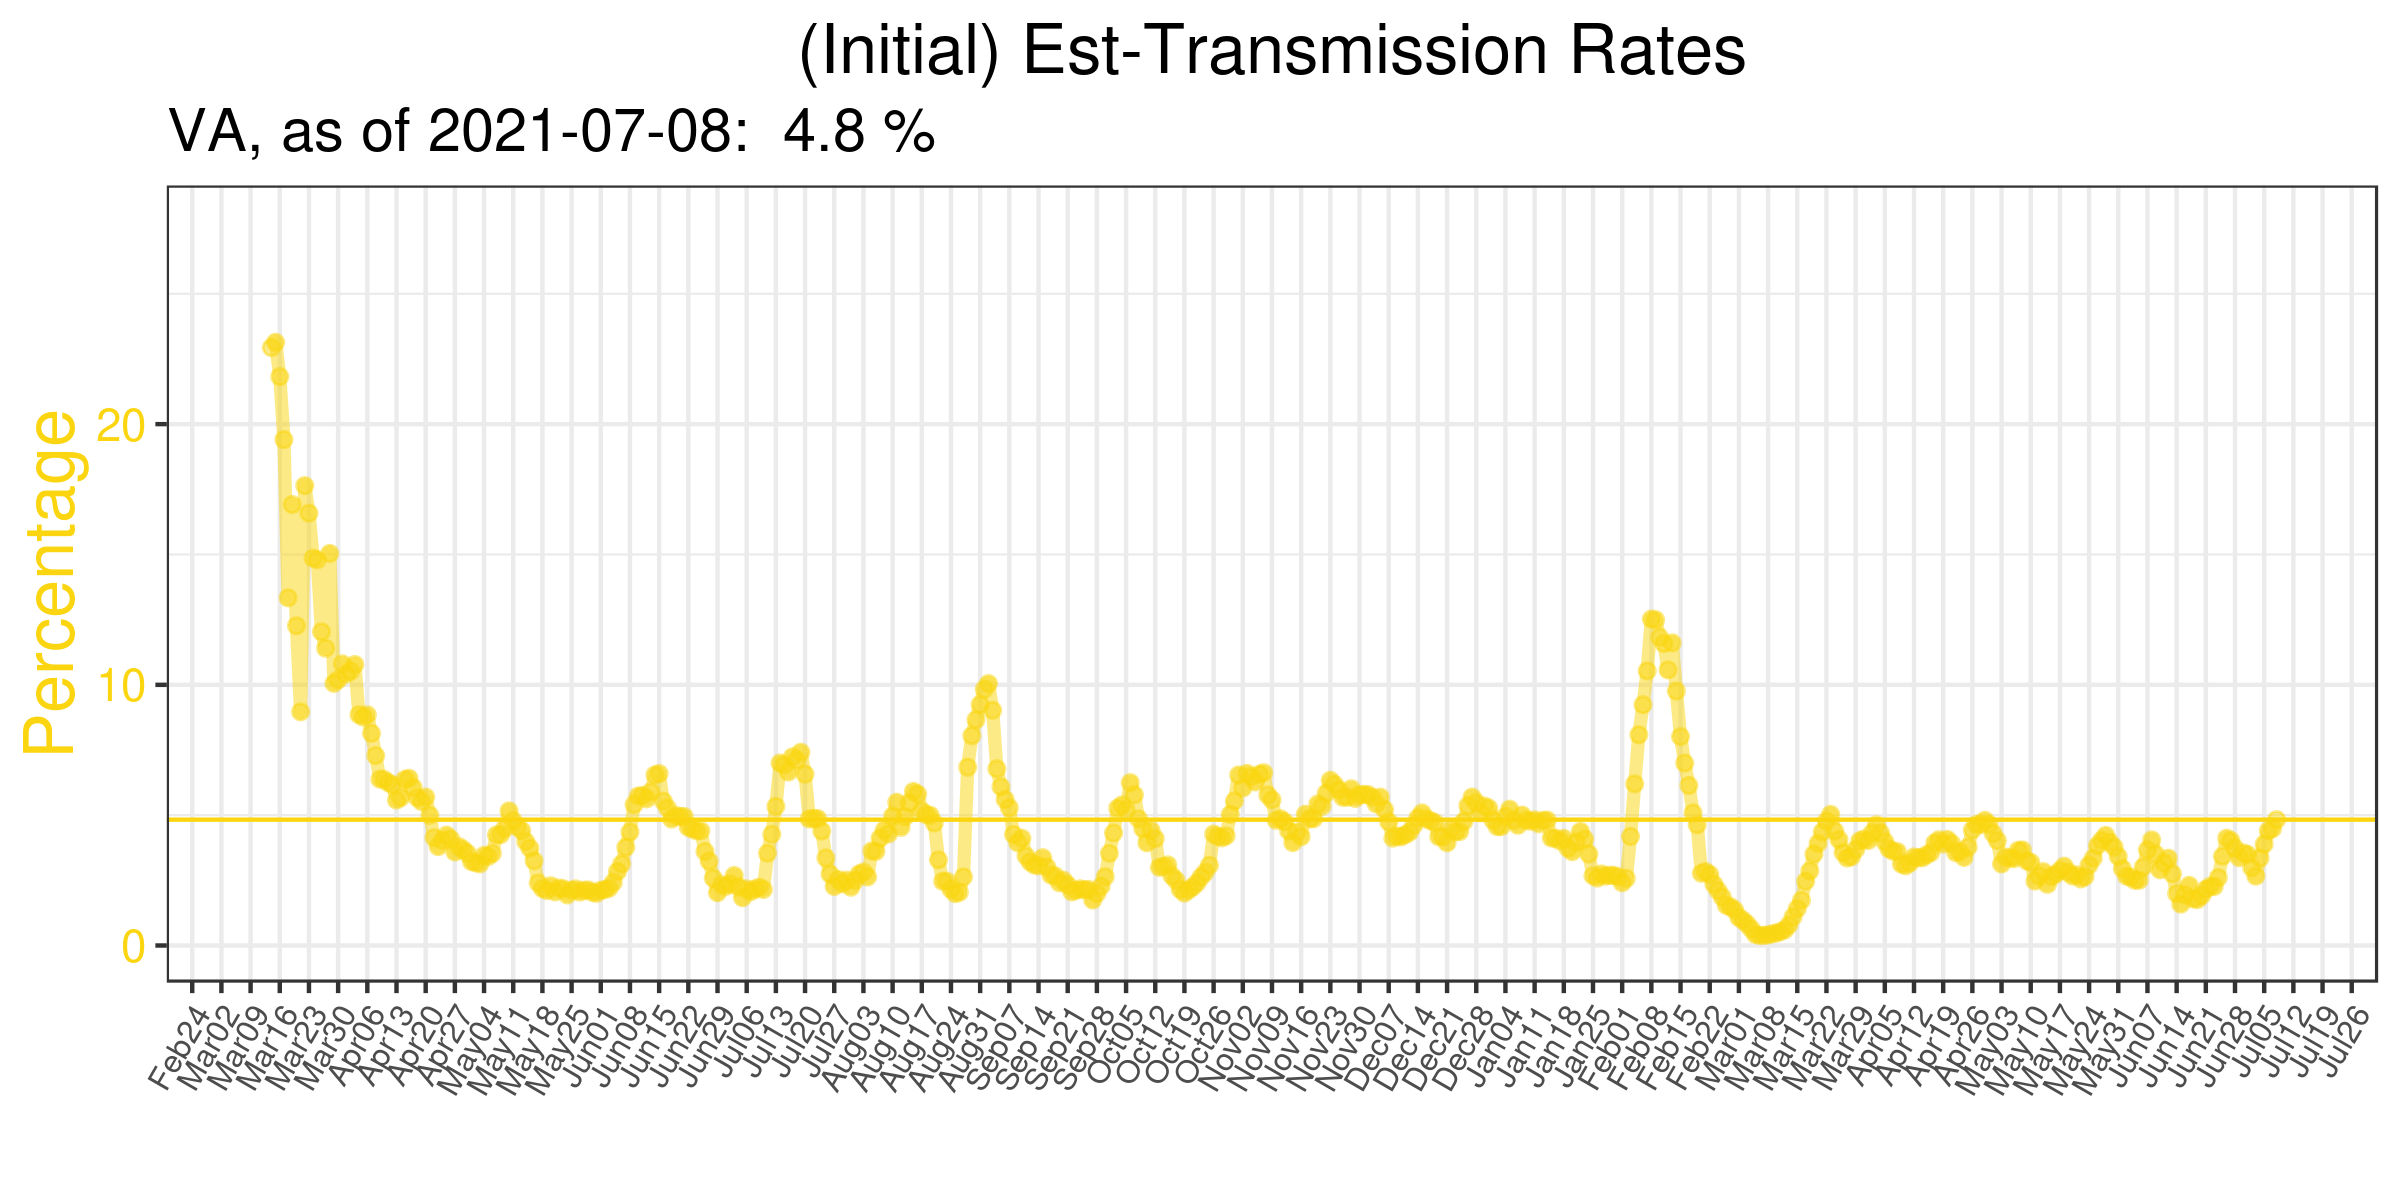 (Initial) Est-Transmission Rates
VA, as of 2021-07-08:  4.8 %
Percentage
20
10
0
Feb24 Mar02 Mar09 Mar16 Mar23 Mar30 Apr06 Apr13 Apr20 Apr27 May04 May11 May18 May25 Jun01 Jun08 Jun15 Jun22 Jun29 Jul06 Jul13 Jul20 Jul27 Aug03 Aug10 Aug17 Aug24 Aug31 Sep07 Sep14 Sep21 Sep28 Oct05 Oct12 Oct19 Oct26 Nov02 Nov09 Nov16 Nov23 Nov30 Dec07 Dec14 Dec21 Dec28 Jan04 Jan11 Jan18 Jan25 Feb01 Feb08 Feb15 Feb22 Mar01 Mar08 Mar15 Mar22 Mar29 Apr05 Apr12 Apr19 Apr26 May03 May10 May17 May24 May31 Jun07 Jun14 Jun21 Jun28 Jul05 Jul12 Jul19 Jul26